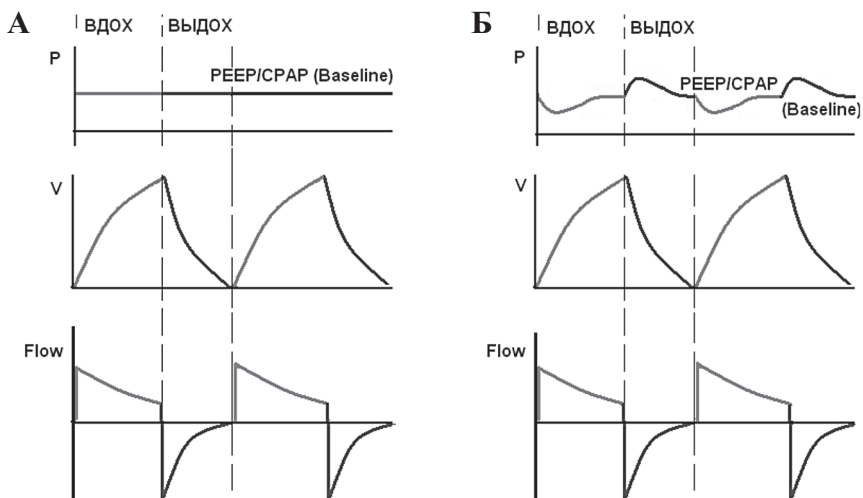 А
ВДОХ ВЫДОХ
P
PEEP/CPAP (Baseline)
V
Flow
Б
ВДОХ ВЫДОХ
P
PEEP/CPAP
(Baseline)
V
Flow